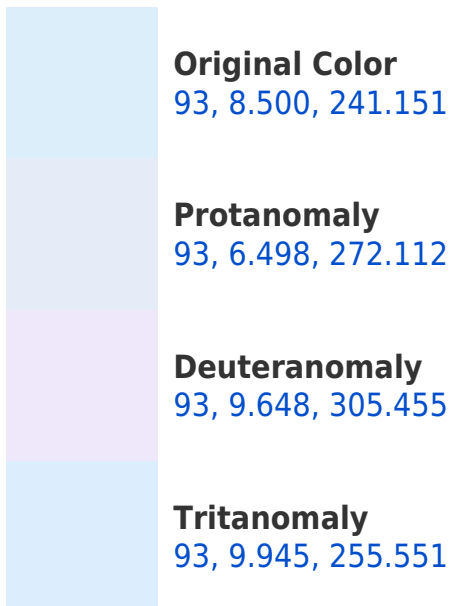 Original Color
93, 8.500, 241.151
Protanomaly
93, 6.498, 272.112
Deuteranomaly
93, 9.648, 305.455
Tritanomaly
93, 9.945, 255.551